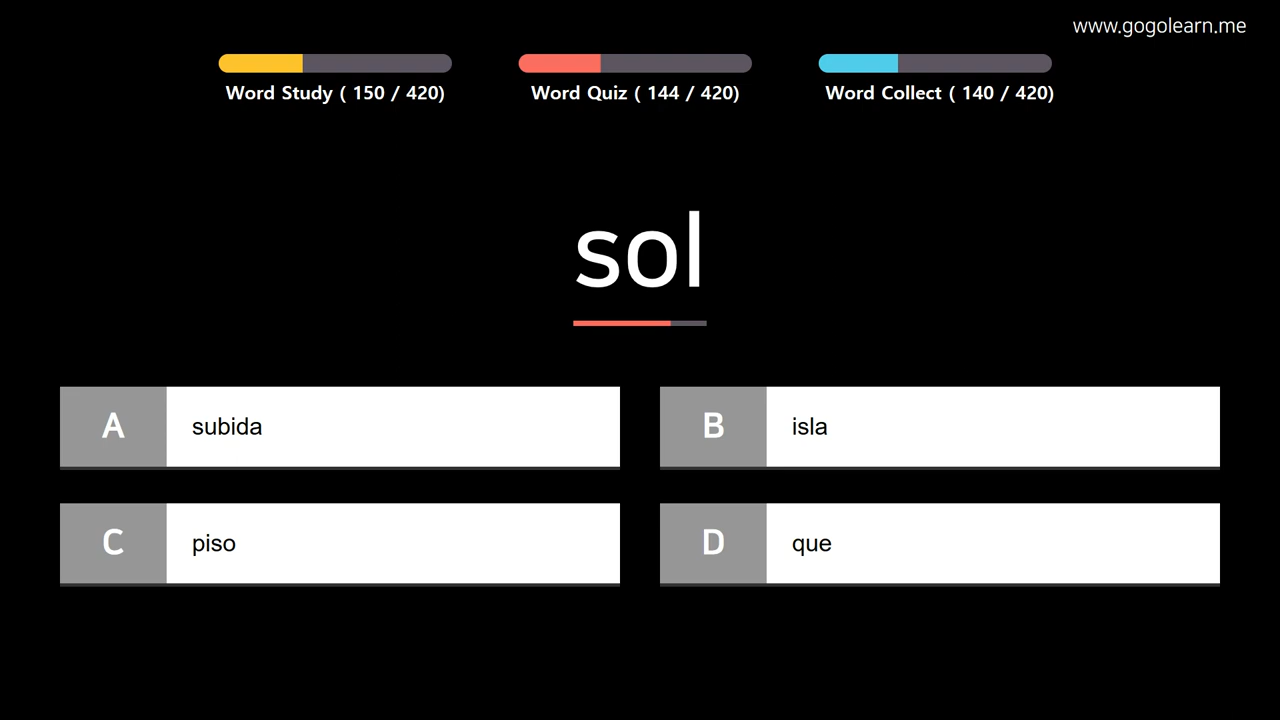 www.gogolearn.me
Word Study ( 150 / 420)
Word Quiz ( 144 / 420)
Word Collect ( 140 / 420)
sol
A subida
B isla
C piso
D que